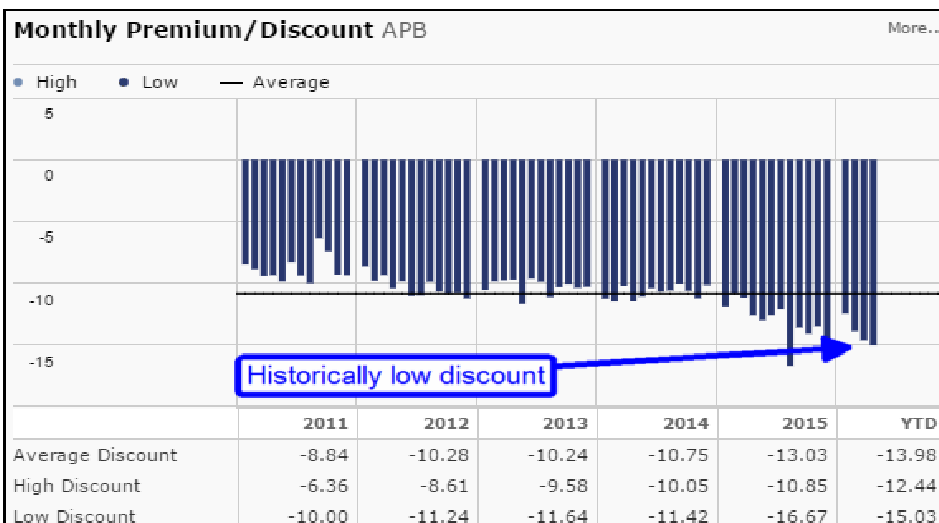 Monthly Premium/Discount APB More...
High Low Average
5
0
-5
-10
-15
Historically low discount
2011 2012 2013 2014 2015 YTD
Average Discount -8.84 -10.28 -10.24 -10.75 -13.03 -13.98
High Discount -6.36 -8.61 -9.58 -10.05 -10.85 -12.44
Low Discount -10.00 -11.24 -11.64 -11.42 -16.67 -15.03